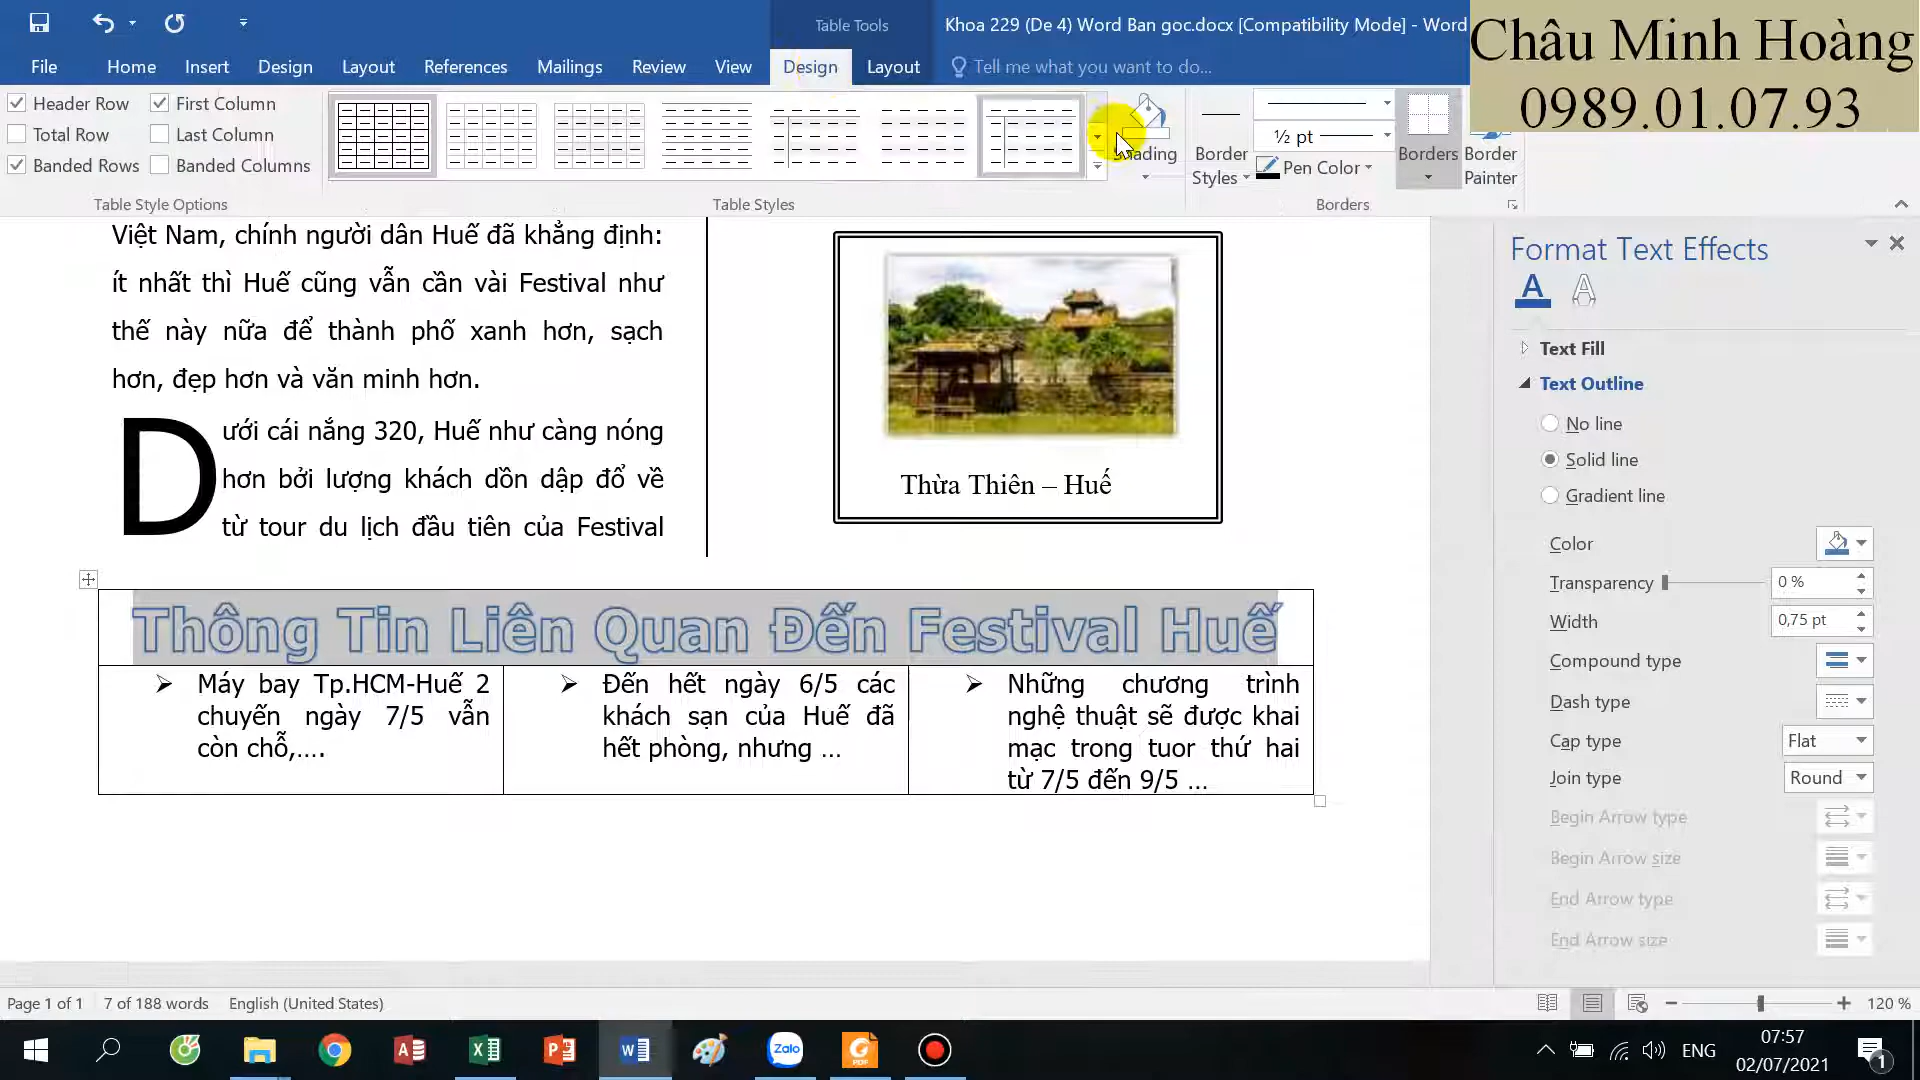 Table Tools
Khoa 229 (De 4) Word Ban goc.docx [Compatibility Mode] - Word
Châu Minh Hoàng
0989.01.07.93
File
Home
Insert
Design
Layout
References
Mailings
Review
View
Design
Layout
Tell me what you want to do...
Header Row
First Column
Total Row
Last Column
Banded Rows
Banded Columns
Table Style Options
Table Styles
Border Styles
½ pt
Pen Color
Borders
Border Painter
Borders
Việt Nam, chính người dân Huế đã khẳng định:
ít nhất thì Huế cũng vẫn cần vài Festival như
thế này nữa để thành phố xanh hơn, sạch
hơn, đẹp hơn và văn minh hơn.
Dưới cái nắng 320, Huế như càng nóng
hơn bởi lượng khách dồn dập đổ về
từ tour du lịch đầu tiên của Festival
Thừa Thiên – Huế
Thông Tin Liên Quan Đến Festival Huế
Máy bay Tp.HCM-Huế 2
chuyến ngày 7/5 vẫn
còn chỗ,....
Đến hết ngày 6/5 các
khách sạn của Huế đã
hết phòng, nhưng ...
Những chương trình
nghệ thuật sẽ được khai
mạc trong tuor thứ hai
từ 7/5 đến 9/5 ...
Format Text Effects
Text Fill
Text Outline
No line
Solid line
Gradient line
Color
Transparency
0 %
Width
0,75 pt
Compound type
Dash type
Cap type
Flat
Join type
Round
Begin Arrow type
Begin Arrow size
End Arrow type
End Arrow size
Page 1 of 1
7 of 188 words
English (United States)
120 %
Zalo
ENG
07:57
02/07/2021
1